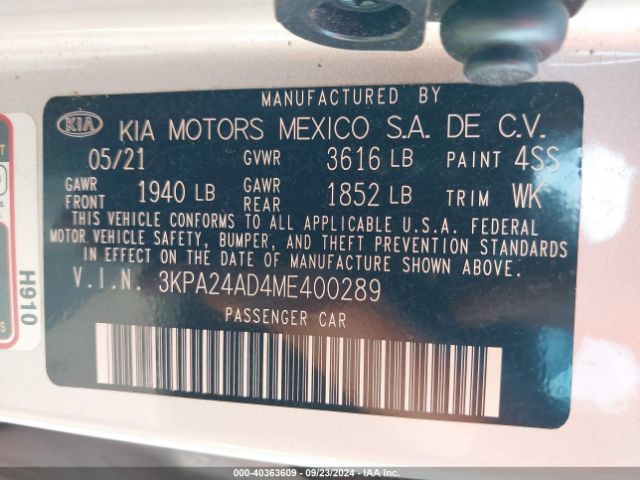 MANUFACTURED BY
KIA KIA MOTORS MEXICO S.A. DE C.V.
05/21 GVWR 3616 LB PAINT 4SS
GAWR FRONT 1940 LB GAWR REAR 1852 LB TRIM WK
THIS VEHICLE CONFORMS TO ALL APPLICABLE U.S.A. FEDERAL
MOTOR VEHICLE SAFETY, BUMPER, AND THEFT PREVENTION STANDARDS
IN EFFECT ON THE DATE OF MANUFACTURE SHOWN ABOVE.
V.I.N. 3KPA24AD4ME400289
PASSENGER CAR
H910
000-40363609 - 09/23/2024 - IAA Inc.